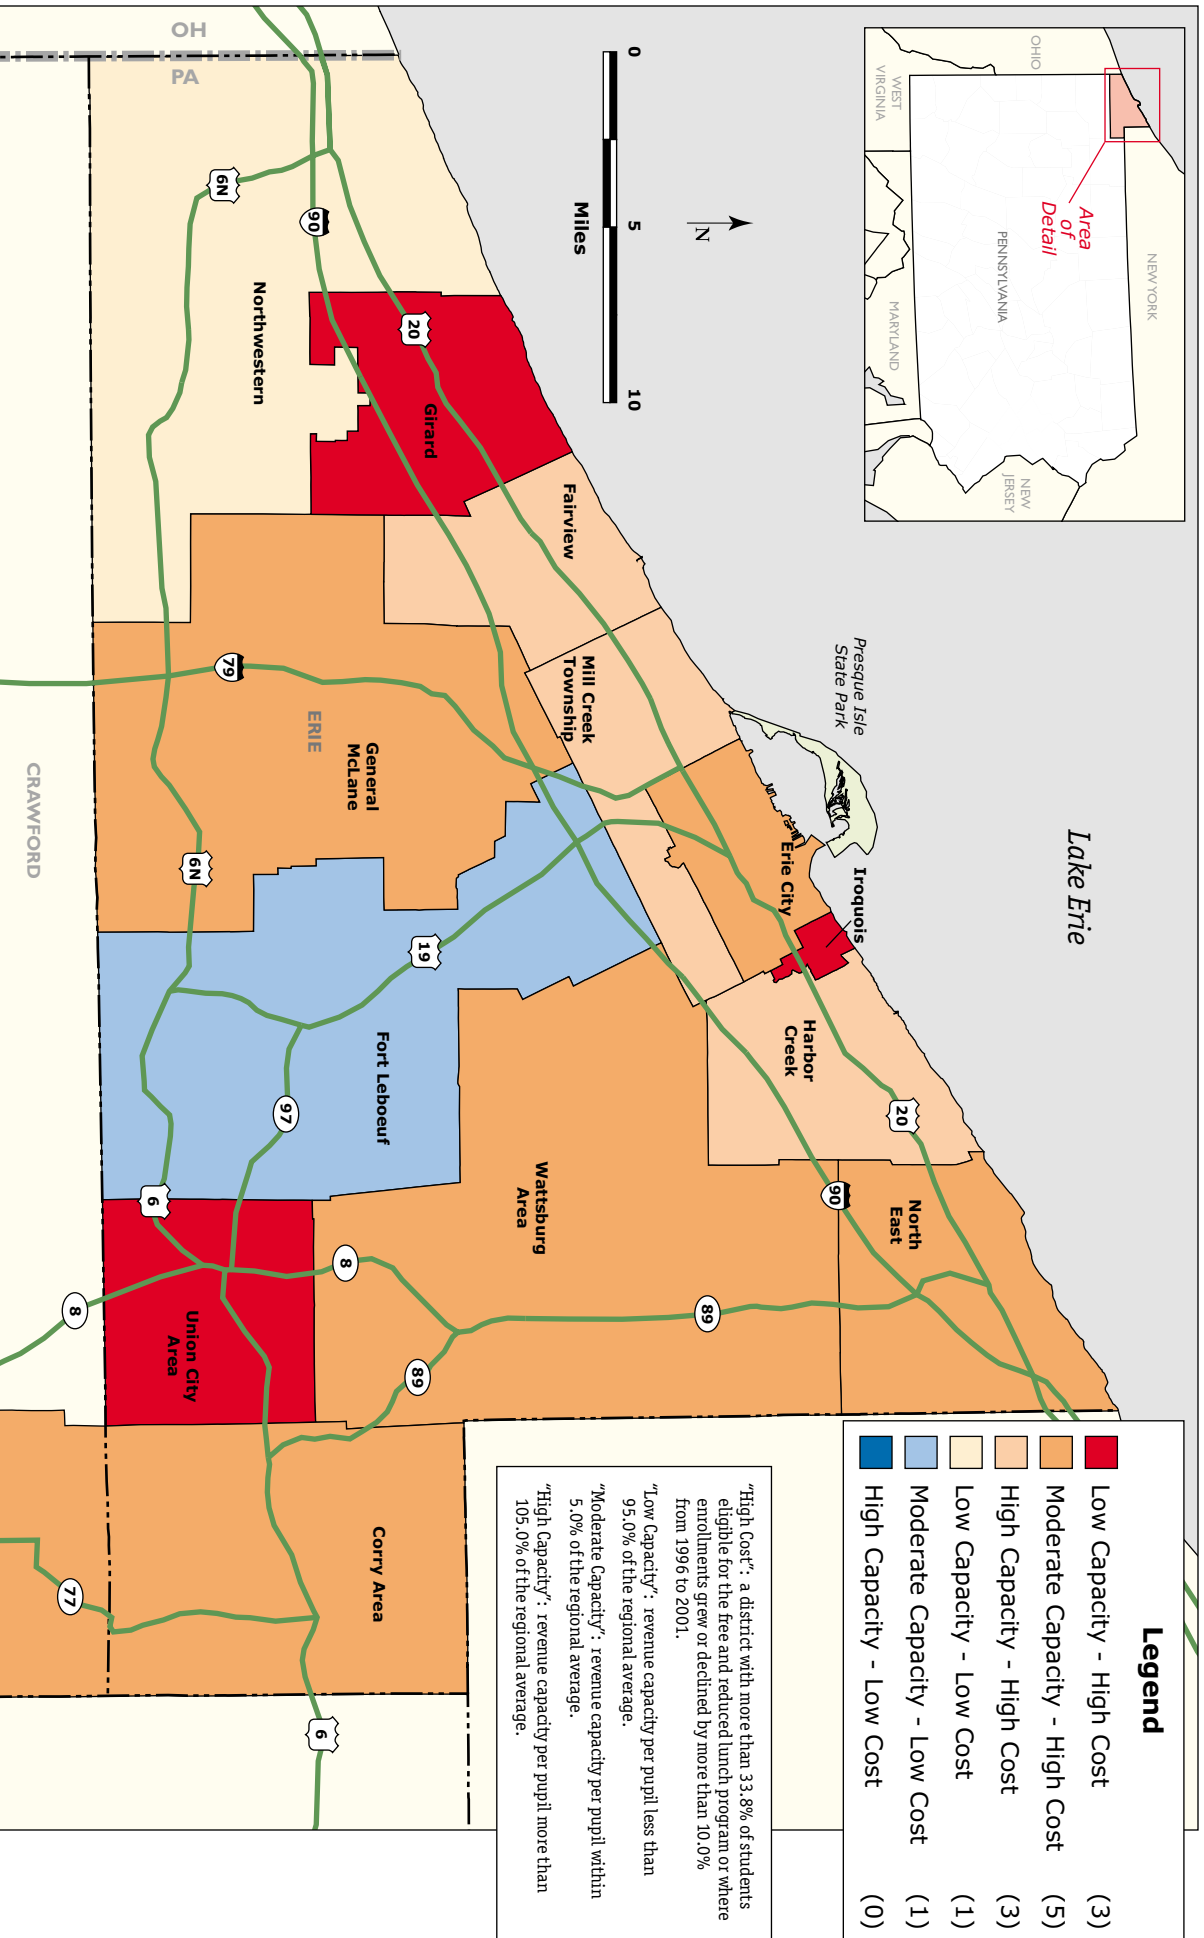 OHIO
WEST
VIRGINIA
NEW YORK
PENNSYLVANIA
Area
of
Detail
MARYLAND
NEW
JERSEY
OH
PA
0
5
10
Miles
N
Lake Erie
Presque Isle
State Park
Legend
Low Capacity - High Cost (3)
Moderate Capacity - High Cost (5)
High Capacity - High Cost (3)
Low Capacity - Low Cost (1)
Moderate Capacity - Low Cost (1)
High Capacity - Low Cost (0)
"High Cost": a district with more than 33.8% of students
eligible for the free and reduced lunch program or where
enrollments grew or declined by more than 10.0%
from 1996 to 2001.
"Low Capacity": revenue capacity per pupil less than
95.0% of the regional average.
"Moderate Capacity": revenue capacity per pupil within
5.0% of the regional average.
"High Capacity": revenue capacity per pupil more than
105.0% of the regional average.
Northwestern
Girard
Fairview
Mill Creek
Township
Erie City
Iroquois
Harbor
Creek
North
East
General
McLane
ERIE
Fort Leboeuf
Wattsburg
Area
Union City
Area
Corry Area
CRAWFORD
6N
90
20
79
6N
19
97
6
8
8
89
89
90
20
77
6